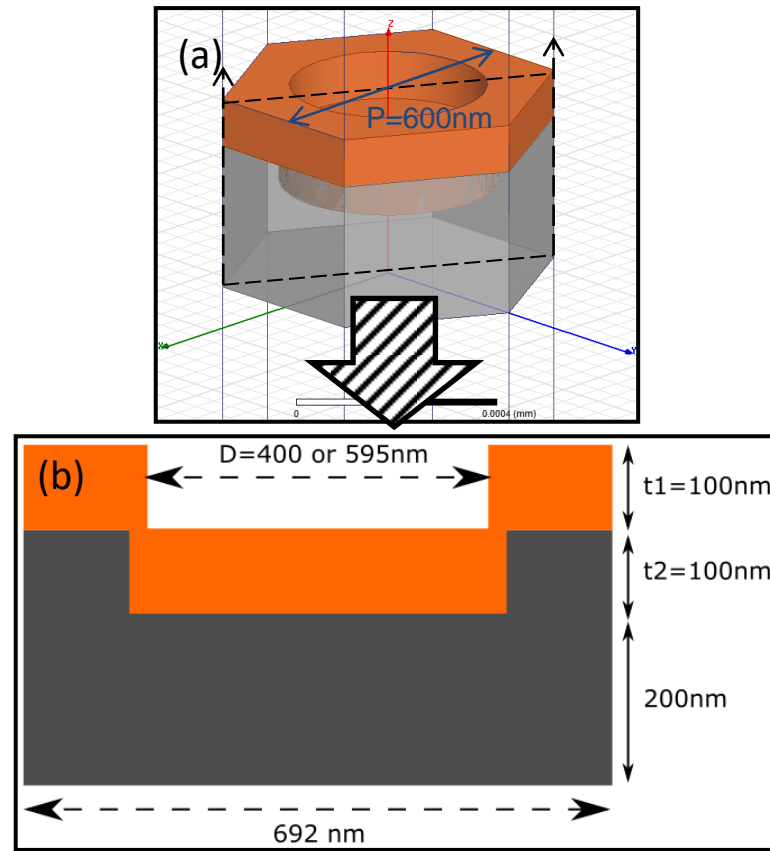 (a)
z
P=600nm
x
Y
0
0.0004 (mm)
(b)
D=400 or 595nm
t1=100nm
t2=100nm
200nm
692 nm